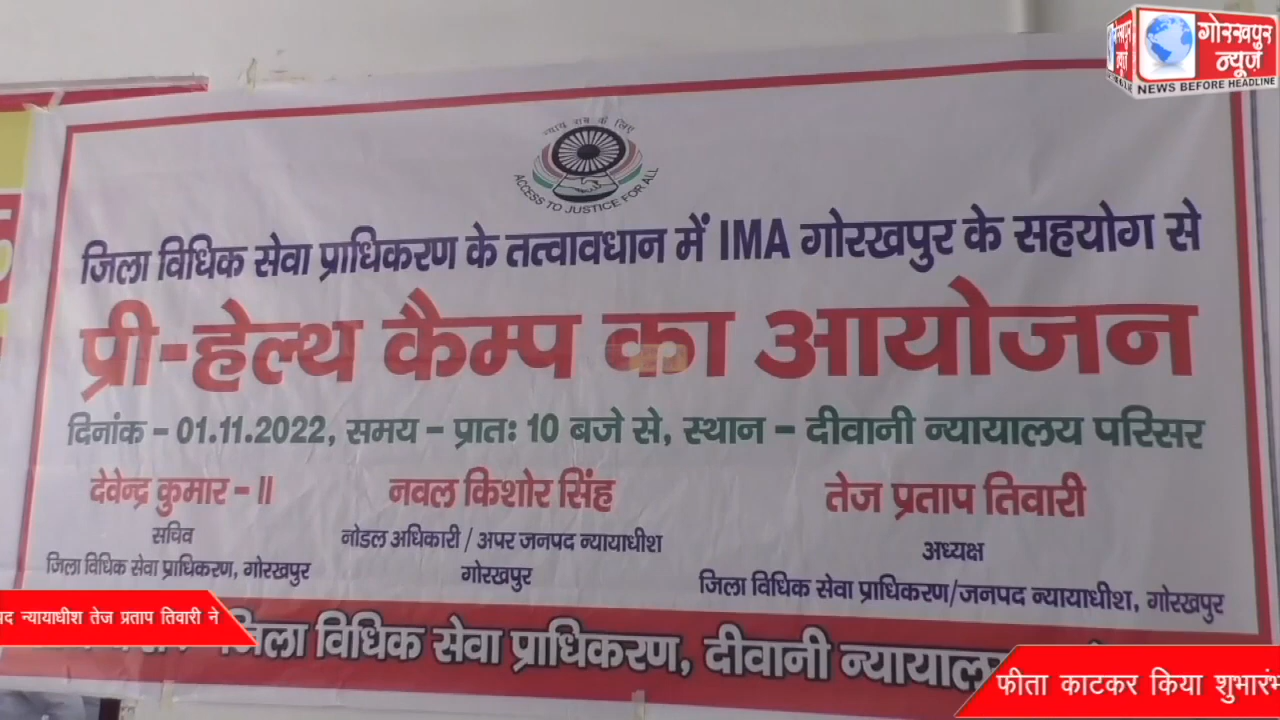 गोरखपुर
न्यूज़
NEWS BEFORE HEADLINE
न्याय सब के लिए
ACCESS TO JUSTICE FOR ALL
जिला विधिक सेवा प्राधिकरण के तत्वावधान में IMA गोरखपुर के सहयोग से
प्री-हेल्थ कैम्प का आयोजन
दिनांक - 01.11.2022, समय - प्रातः 10 बजे से, स्थान - दीवानी न्यायालय परिसर
देवेन्द्र कुमार - II
सचिव
जिला विधिक सेवा प्राधिकरण, गोरखपुर
नवल किशोर सिंह
नोडल अधिकारी / अपर जनपद न्यायाधीश
गोरखपुर
तेज प्रताप तिवारी
अध्यक्ष
जिला विधिक सेवा प्राधिकरण/जनपद न्यायाधीश, गोरखपुर
न्यायाधीश तेज प्रताप तिवारी ने
जिला विधिक सेवा प्राधिकरण, दीवानी
फीता काटकर किया शुभारंभ